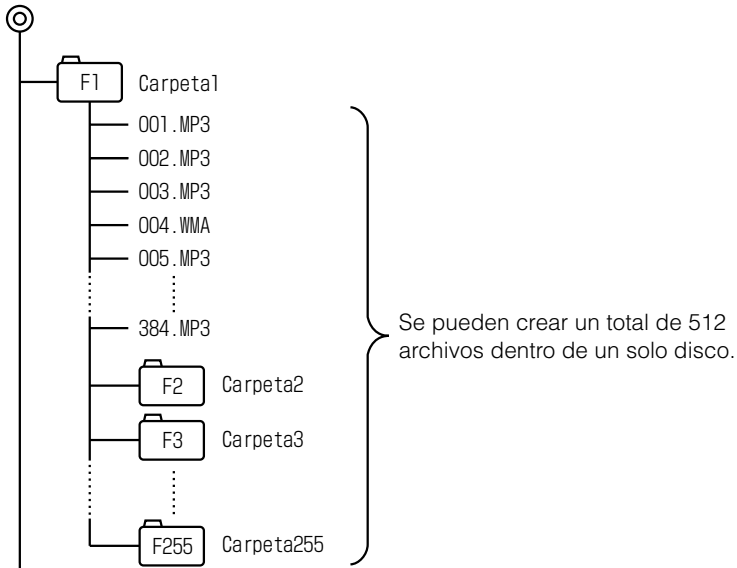 F1 Carpeta1
001.MP3
002.MP3
003.MP3
004.WMA
005.MP3
384.MP3
Se pueden crear un total de 512
archivos dentro de un solo disco.
F2 Carpeta2
F3 Carpeta3
F255 Carpeta255